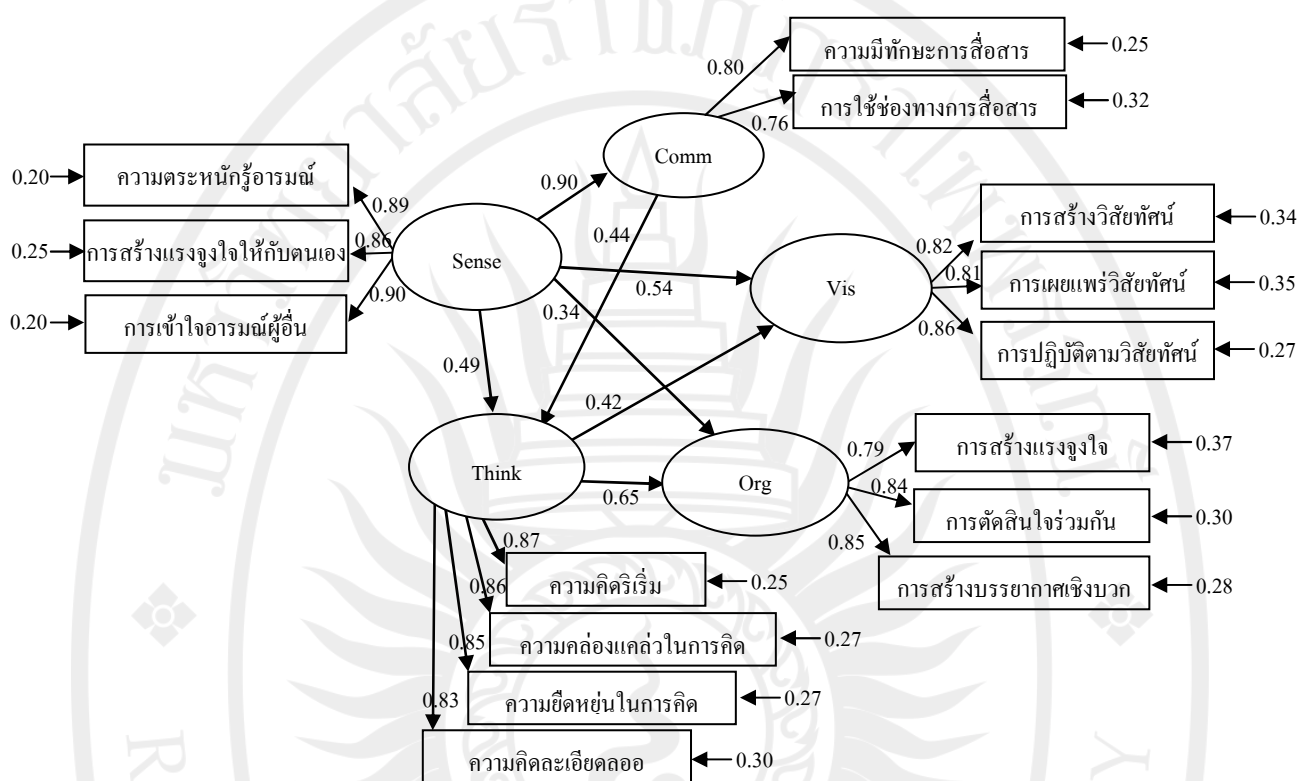 ความมีทักษะการสื่อสาร
0.25
0.80
การใช้ช่องทางการสื่อสาร
0.32
0.76
Comm
0.20
ความตระหนักรู้อารมณ์
0.89
0.90
0.25
การสร้างแรงจูงใจให้กับตนเอง
0.86
Sense
0.44
0.20
การเข้าใจอารมณ์ผู้อื่น
0.90
0.54
0.34
Vis
0.82
การสร้างวิสัยทัศน์
0.34
0.81
การเผยแพร่วิสัยทัศน์
0.35
0.86
การปฏิบัติตามวิสัยทัศน์
0.27
0.49
0.42
Think
0.65
Org
0.79
การสร้างแรงจูงใจ
0.37
0.84
การตัดสินใจร่วมกัน
0.30
0.85
การสร้างบรรยากาศเชิงบวก
0.28
0.87
ความคิดริเริ่ม
0.25
0.86
ความคล่องแคล่วในการคิด
0.27
0.85
ความยืดหยุ่นในการคิด
0.27
0.83
ความคิดละเอียดลออ
0.30